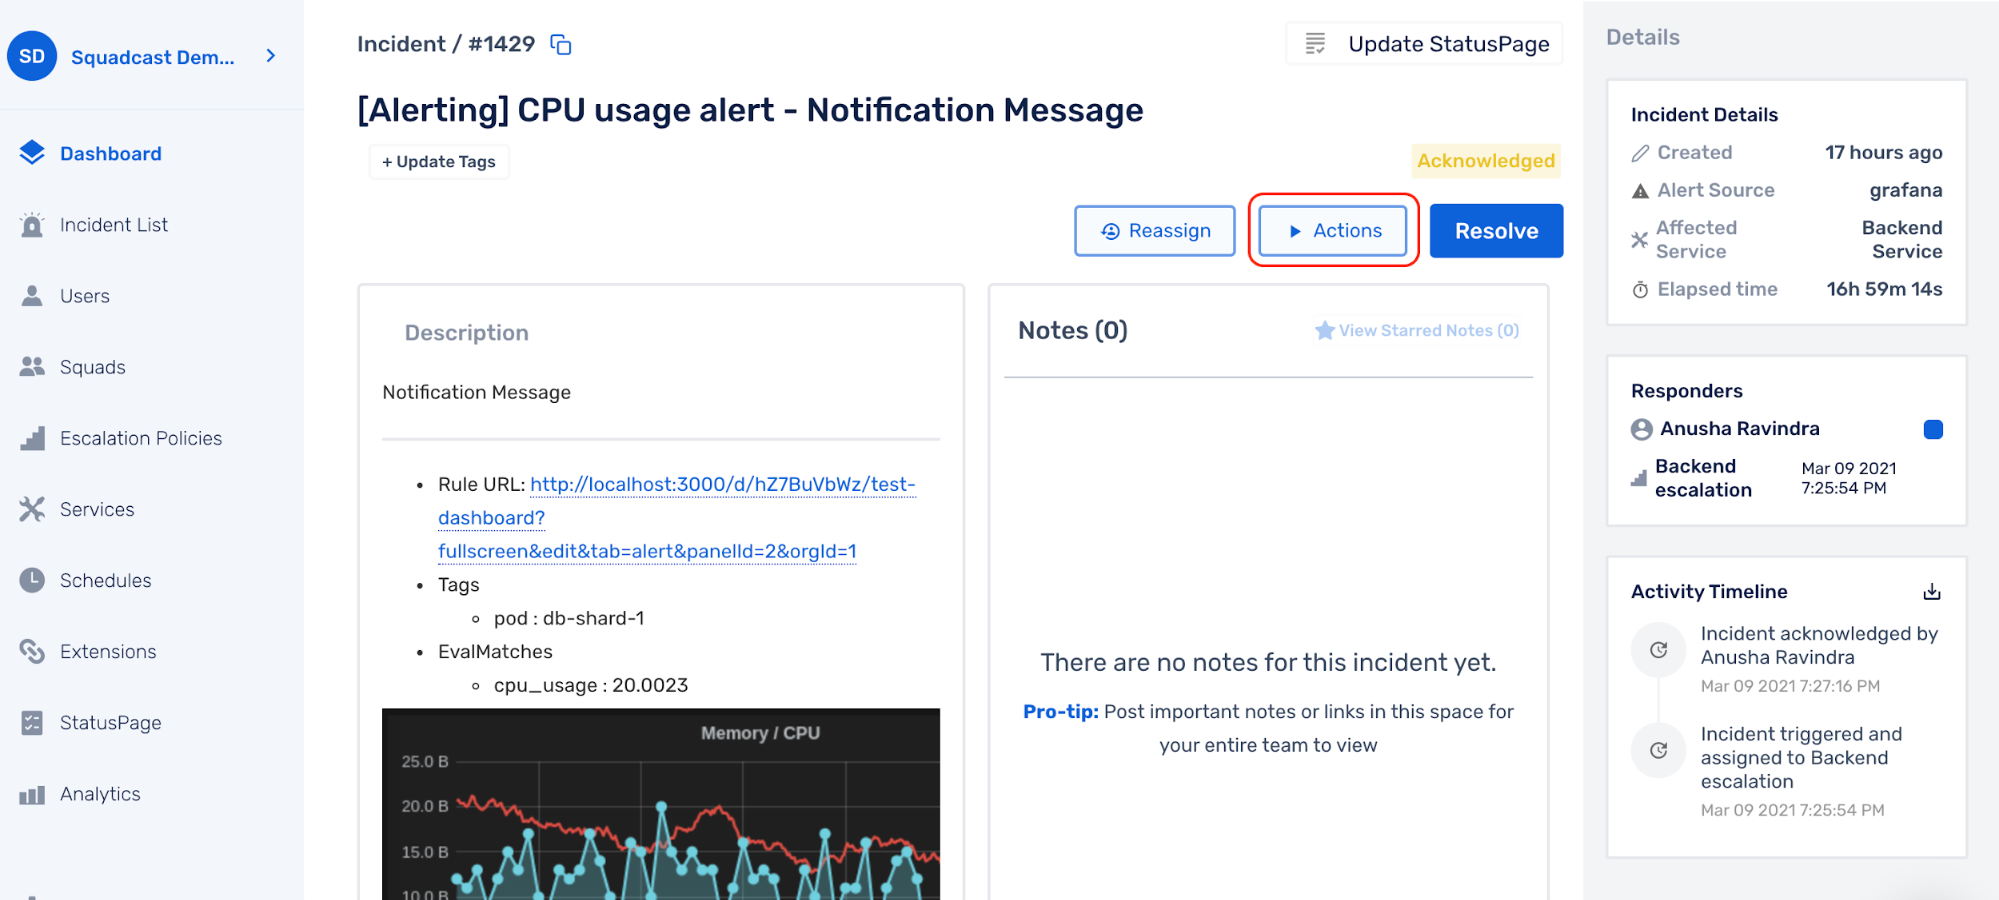 SD
Squadcast Dem...
Dashboard
Incident List
Users
Squads
Escalation Policies
Services
Schedules
Extensions
StatusPage
Analytics
Incident / #1429
Update StatusPage
[Alerting] CPU usage alert - Notification Message
+ Update Tags
Acknowledged
Reassign
Actions
Resolve
Description
Notification Message
Rule URL: http://localhost:3000/d/hZ7BuVbWz/test-
dashboard?
fullscreen&edit&tab=alert&panelId=2&orgId=1
Tags
pod : db-shard-1
EvalMatches
cpu_usage : 20.0023
Memory / CPU
25.0 B
20.0 B
15.0 B
10.0 B
Notes (0)
View Starred Notes (0)
There are no notes for this incident yet.
Pro-tip: Post important notes or links in this space for
your entire team to view
Details
Incident Details
Created 17 hours ago
Alert Source grafana
Affected Backend
Service Service
Elapsed time 16h 59m 14s
Responders
Anusha Ravindra
Backend Mar 09 2021
escalation 7:25:54 PM
Activity Timeline
Incident acknowledged by
Anusha Ravindra
Mar 09 2021 7:27:16 PM
Incident triggered and
assigned to Backend
escalation
Mar 09 2021 7:25:54 PM